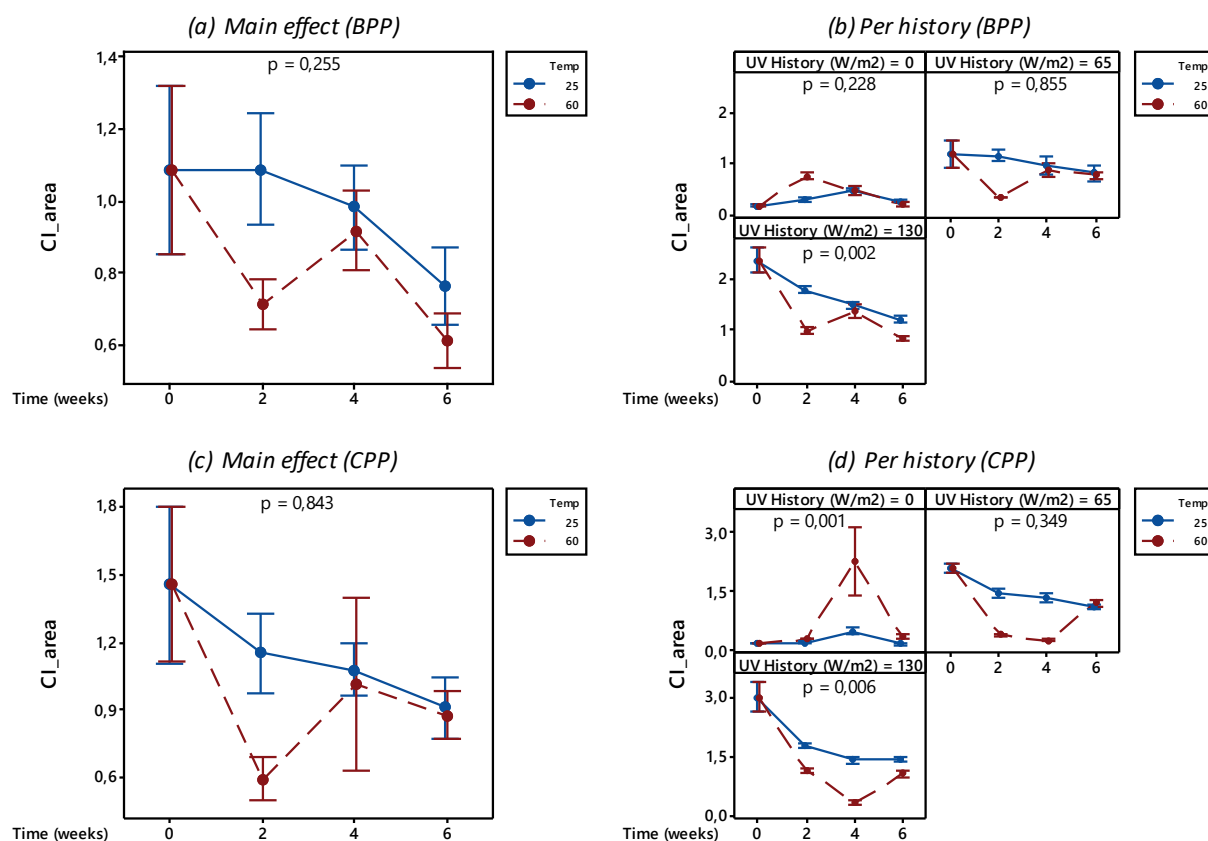 (a) Main effect (BPP)
p = 0,255
1,4
1,2
1,0
0,8
0,6
CI_area
Time (weeks)
0 2 4 6
Temp
25
60
(b) Per history (BPP)
UV History (W/m2) = 0
UV History (W/m2) = 65
p = 0,228
p = 0,855
2
1
0
UV History (W/m2) = 130
p = 0,002
2
1
0
CI_area
0 2 4 6
Time (weeks)
0 2 4 6
Temp
25
60
(c) Main effect (CPP)
p = 0,843
1,8
1,5
1,2
0,9
0,6
CI_area
Time (weeks)
0 2 4 6
Temp
25
60
(d) Per history (CPP)
UV History (W/m2) = 0
UV History (W/m2) = 65
p = 0,001
p = 0,349
3,0
1,5
0,0
UV History (W/m2) = 130
p = 0,006
3,0
1,5
0,0
CI_area
0 2 4 6
Time (weeks)
0 2 4 6
Temp
25
60